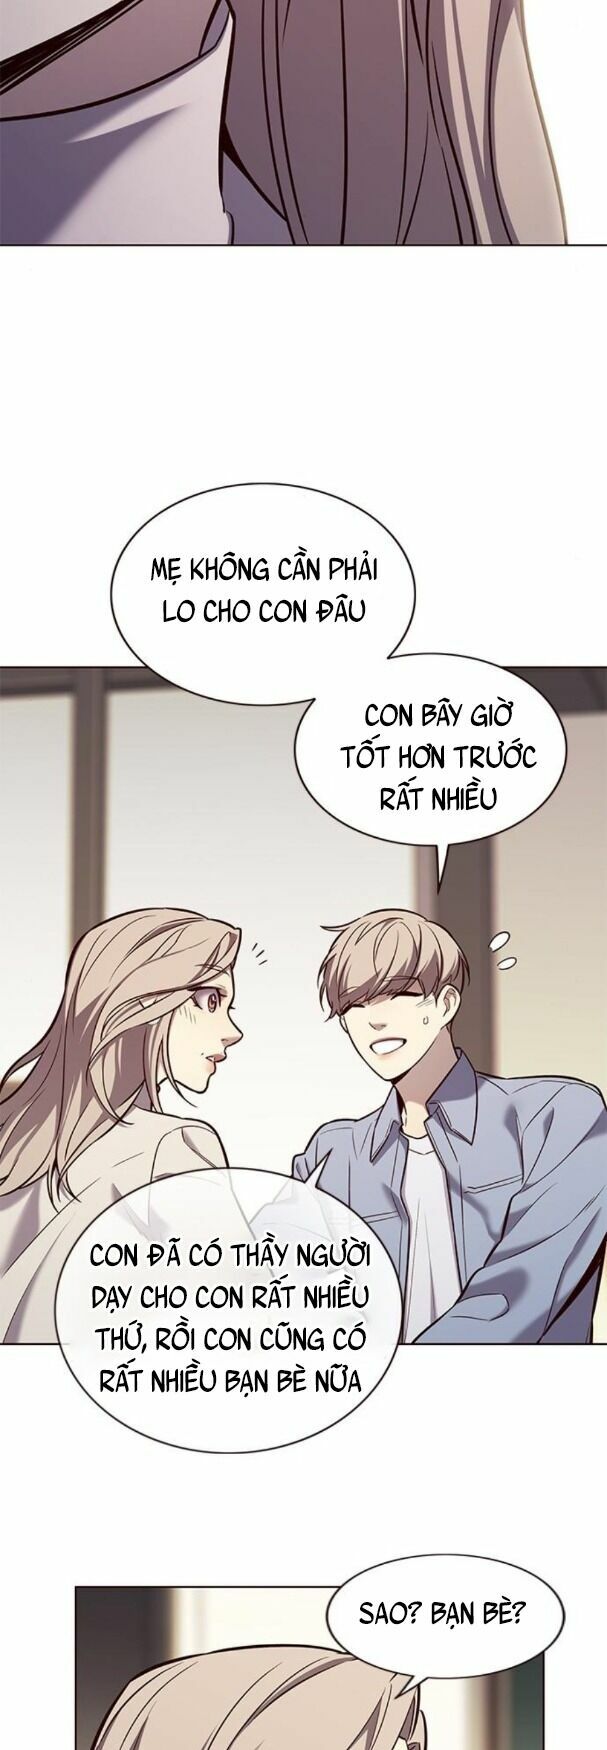 MẸ KHÔNG CẦN PHẢI
LO CHO CON ĐÂU
CON BÂY GIỜ
TỐT HƠN TRƯỚC
RẤT NHIỀU
CON ĐÃ CÓ THẦY NGƯỜI
DẠY CHO CON RẤT NHIỀU
THỨ, RỒI CON CŨNG CÓ
RẤT NHIỀU BẠN BÈ NỮA
SAO? BẠN BÈ?